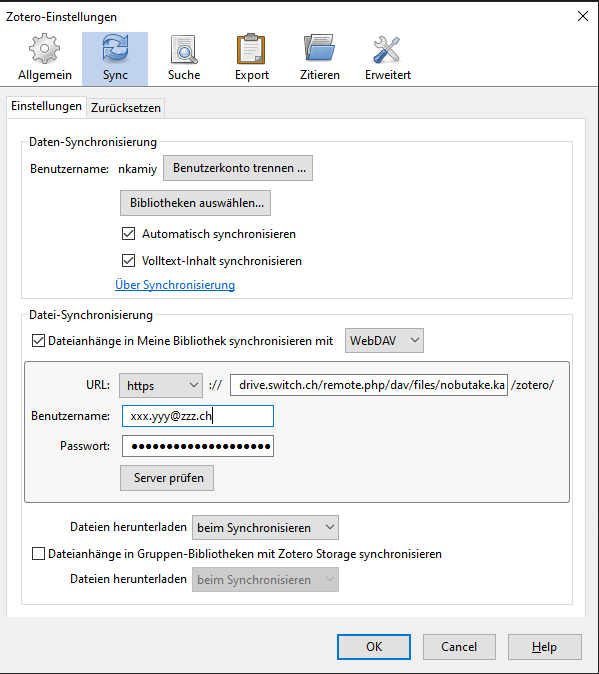 Zotero-Einstellungen
Allgemein Sync Suche Export Zitieren Erweitert
Einstellungen Zurücksetzen
Daten-Synchronisierung
Benutzername: nkamiy Benutzerkonto trennen ...
Bibliotheken auswählen...
Automatisch synchronisieren
Volltext-Inhalt synchronisieren
Über Synchronisierung
Datei-Synchronisierung
Dateianhänge in Meine Bibliothek synchronisieren mit WebDAV
URL: https :// drive.switch.ch/remote.php/dav/files/nobutake.ka /zotero/
Benutzername: xxx.yyy@zzz.ch
Passwort: ●●●●●●●●●●●●●●●●●●●●
Server prüfen
Dateien herunterladen beim Synchronisieren
Dateianhänge in Gruppen-Bibliotheken mit Zotero Storage synchronisieren
Dateien herunterladen beim Synchronisieren
OK Cancel Help